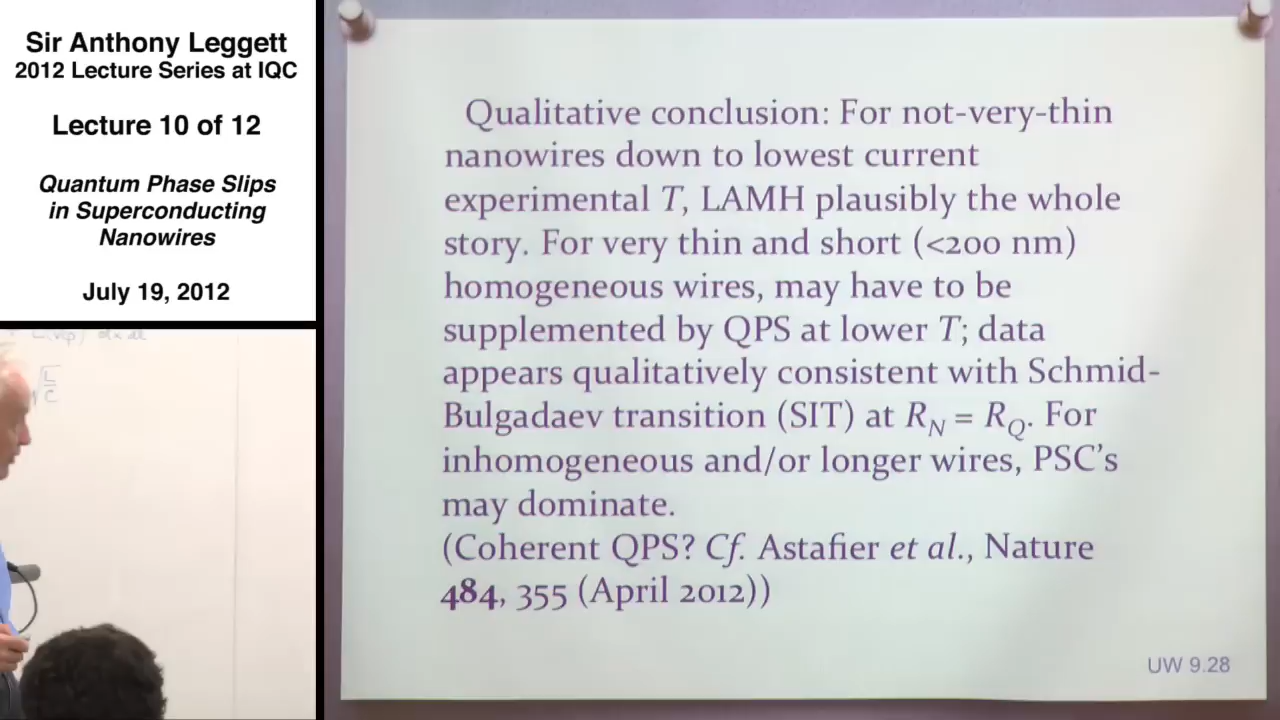 Sir Anthony Leggett
2012 Lecture Series at IQC
Lecture 10 of 12
Quantum Phase Slips
in Superconducting
Nanowires
July 19, 2012
Qualitative conclusion: For not-very-thin
nanowires down to lowest current
experimental T, LAMH plausibly the whole
story. For very thin and short (<200 nm)
homogeneous wires, may have to be
supplemented by QPS at lower T; data
appears qualitatively consistent with Schmid-
Bulgadaev transition (SIT) at R_N = R_Q. For
inhomogeneous and/or longer wires, PSC's
may dominate.
(Coherent QPS? Cf. Astafier et al., Nature
484, 355 (April 2012))
UW 9.28
√L/C